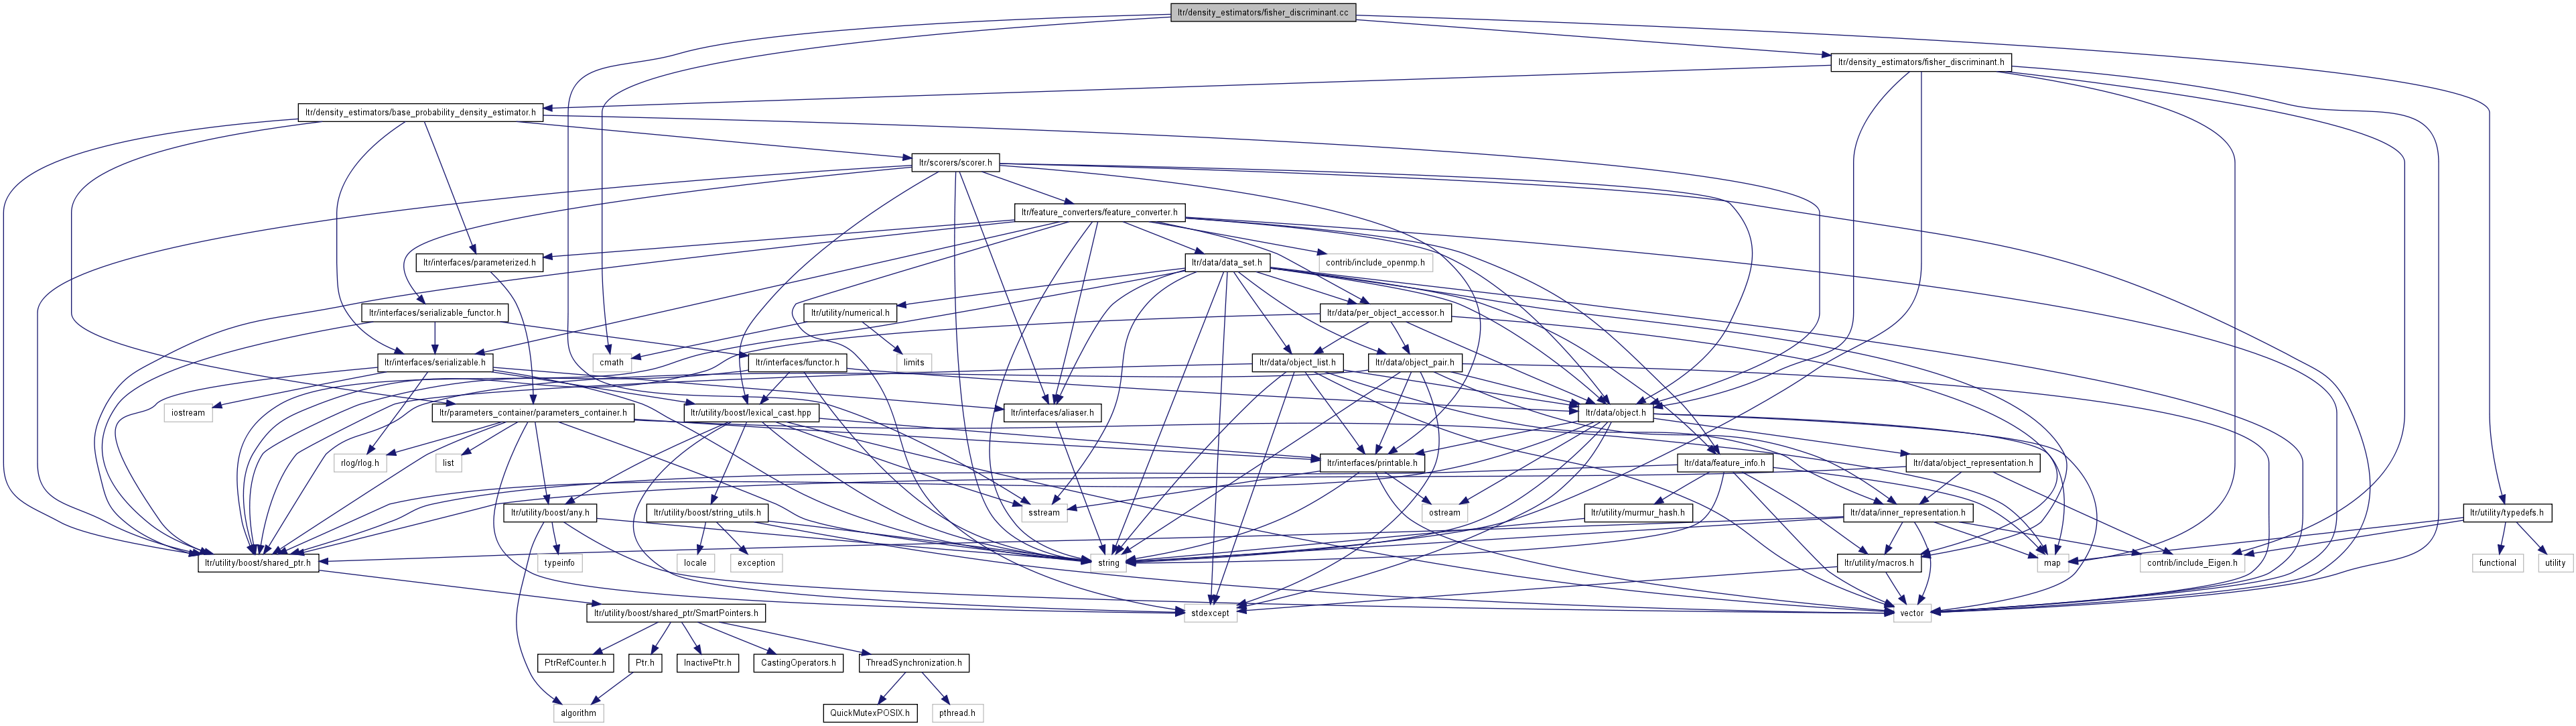 ltr/density_estimators/fisher_discriminant.cc
ltr/density_estimators/fisher_discriminant.h
ltr/density_estimators/base_probability_density_estimator.h
ltr/scorers/scorer.h
ltr/feature_converters/feature_converter.h
ltr/interfaces/parameterized.h
ltr/data/data_set.h
contrib/include_openmp.h
ltr/interfaces/serializable_functor.h
ltr/utility/numerical.h
ltr/data/per_object_accessor.h
ltr/interfaces/serializable.h
cmath
ltr/interfaces/functor.h
limits
ltr/data/object_list.h
ltr/data/object_pair.h
iostream
ltr/parameters_container/parameters_container.h
ltr/utility/boost/lexical_cast.hpp
ltr/interfaces/aliaser.h
ltr/data/object.h
rlog/rlog.h
list
ltr/interfaces/printable.h
ltr/data/feature_info.h
ltr/data/object_representation.h
ltr/utility/boost/any.h
ltr/utility/boost/string_utils.h
sstream
ostream
ltr/utility/murmur_hash.h
ltr/data/inner_representation.h
ltr/utility/typedefs.h
ltr/utility/boost/shared_ptr.h
typeinfo
locale
exception
string
ltr/utility/macros.h
map
contrib/include_Eigen.h
functional
utility
ltr/utility/boost/shared_ptr/SmartPointers.h
stdexcept
vector
PtrRefCounter.h
Ptr.h
InactivePtr.h
CastingOperators.h
ThreadSynchronization.h
algorithm
QuickMutexPOSIX.h
pthread.h